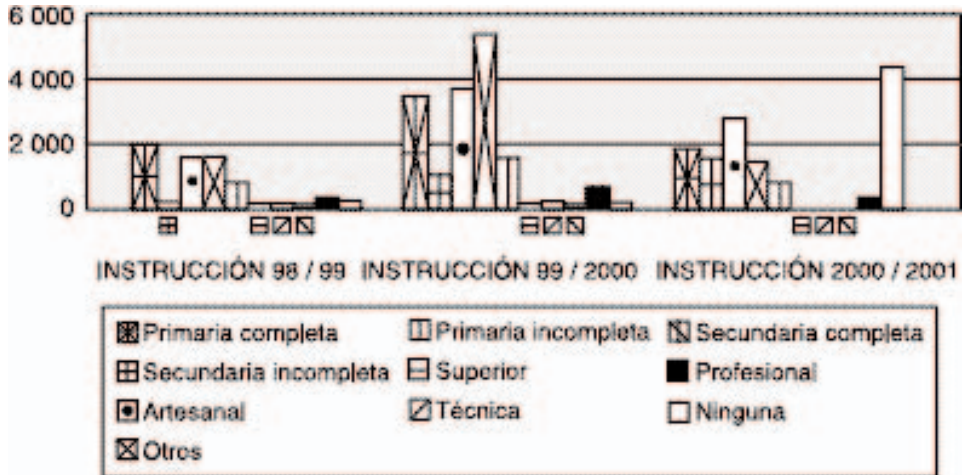 6 000
4 000
2 000
0
INSTRUCCIÓN 98 / 99 INSTRUCCIÓN 99 / 2000 INSTRUCCIÓN 2000 / 2001
Primaria completa Primaria incompleta Secundaria completa
Secundaria incompleta Superior Profesional
Artesanal Técnica Ninguna
Otros